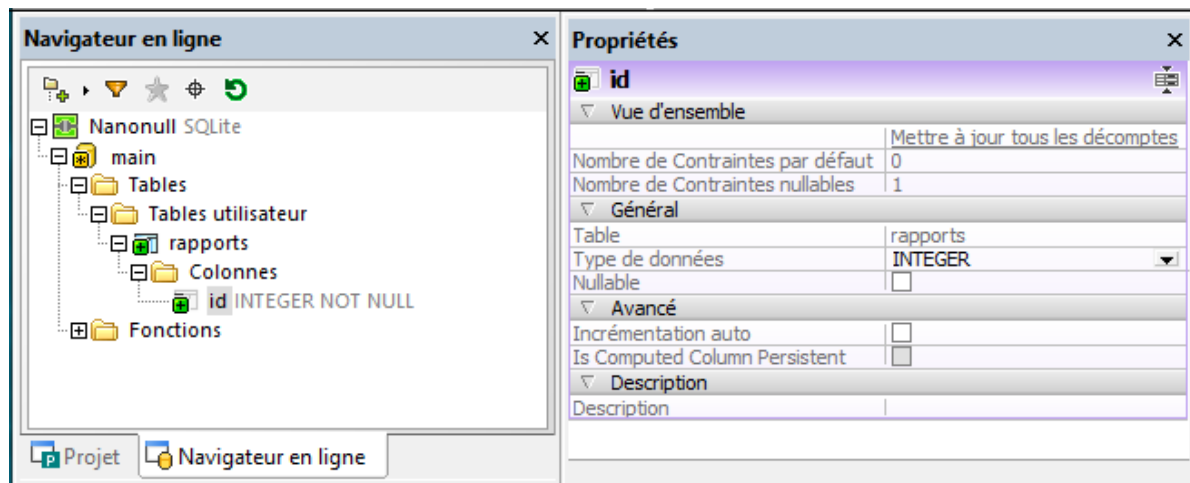 Navigateur en ligne
Nanonull SQLite
main
Tables
Tables utilisateur
rapports
Colonnes
id INTEGER NOT NULL
Fonctions
Projet
Navigateur en ligne
Propriétés
id
Vue d'ensemble
Mettre à jour tous les décomptes
Nombre de Contraintes par défaut 0
Nombre de Contraintes nullables 1
Général
Table rapports
Type de données INTEGER
Nullable
Avancé
Incrémentation auto
Is Computed Column Persistent
Description
Description